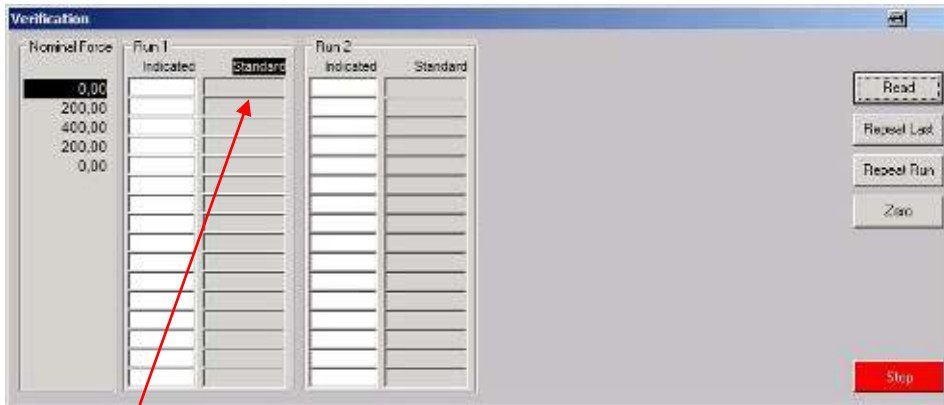 Verification
Nominal Force
Run 1
Run 2
Indicated
Standard
Indicated
Standard
0,00
200,00
400,00
200,00
0,00
Read
Repeat Last
Repeat Run
Zero
Stop